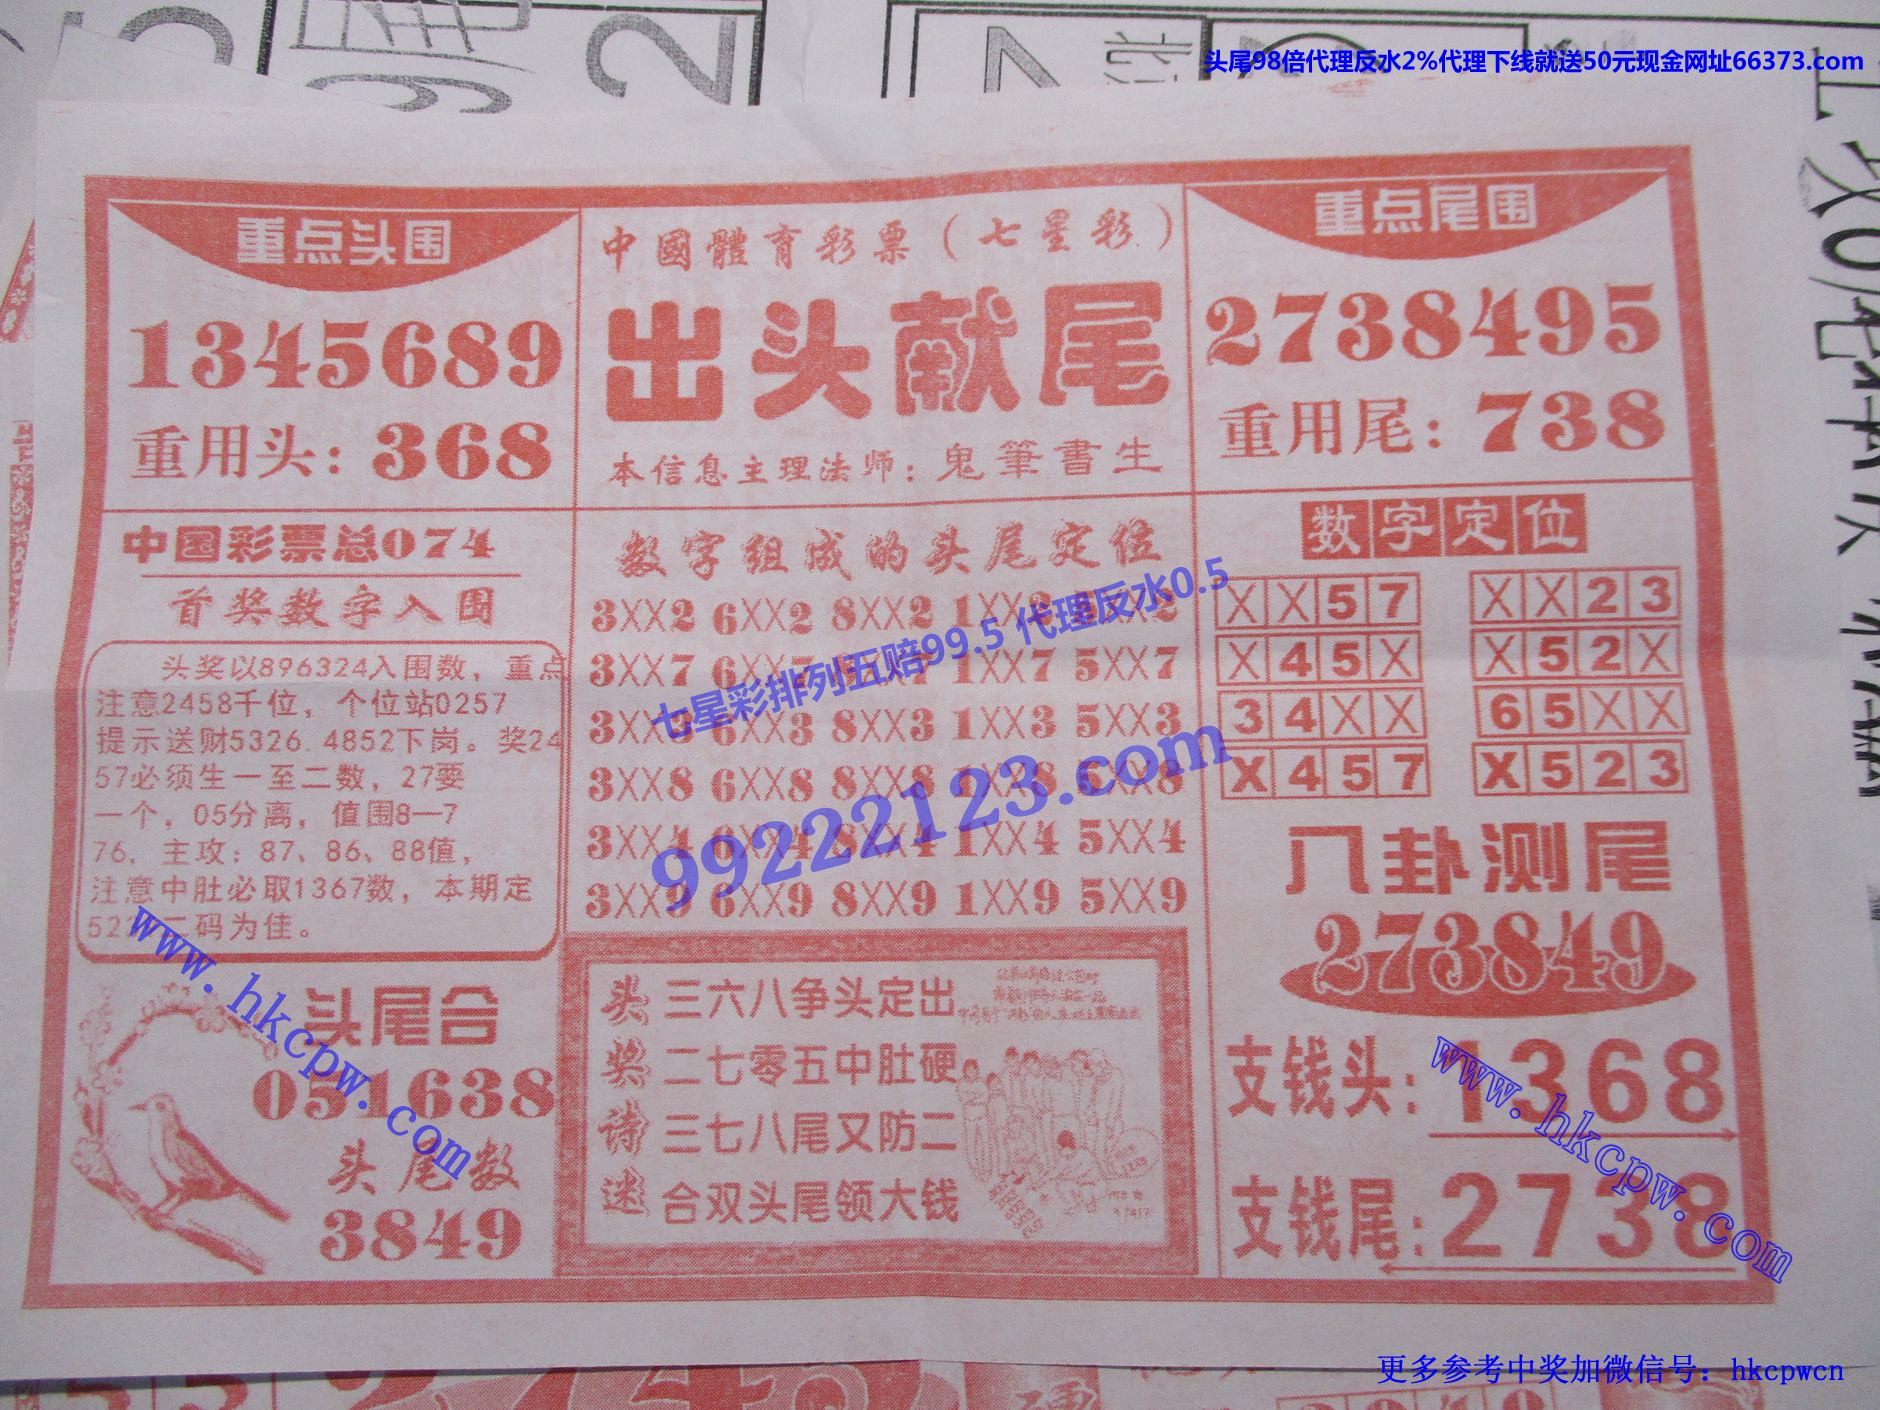 头尾98倍代理反水2%代理下线就送50元现金网址66373.com
重点头围
1345689
重用头：368
中國體育彩票（七星彩）
出头献尾
本信息主理法师：鬼筆書生
重点尾围
2738495
重用尾：738
中国彩票总074
首奖数字入围
头奖以896324入围数，重点
注意2458千位，个位站0257
提示送财5326.4852下岗。奖24
57必须生一至二数，27要
一个，05分离，值围8—7
76，主攻：87、86、88值，
注意中肚必取1367数，本期定
码为佳。
数字组成的头尾定位
3XX2 6XX2 8XX2 1XX2
3XX7 1XX7 5XX7
6XX3 8XX3 1XX3 5XX3
3XX8 6XX8 8XX8
3XX4 6XX4 8XX4 1XX4 5XX4
3XX9 6XX9 8XX9 1XX9 5XX9
七星彩排列五赔99.5 代理反水0.5
99222123.com
数字定位
XX57 XX23
X45X X52X
34XX 65XX
X457 X523
八卦测尾
273849
支钱头：1368
支钱尾：2738
头尾合
051638
头尾数
3849
www.hkcpw.com
头奖诗迷
三六八争头定出
二七零五中肚硬
三七八尾又防二
合双头尾领大钱
www.hkcpw.com
更多参考中奖加微信号：hkcpwcn